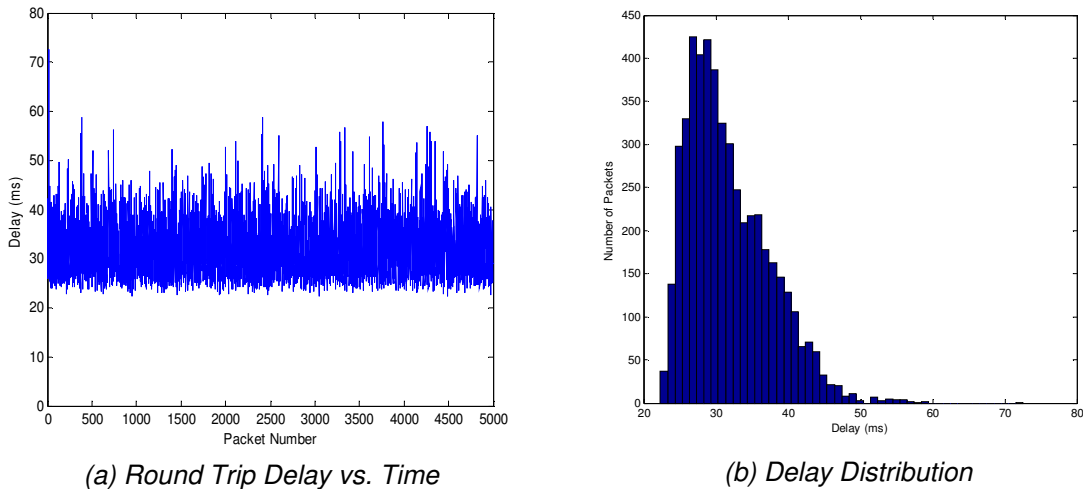 80
70
60
50
40
30
20
10
0
Delay (ms)
0 500 1000 1500 2000 2500 3000 3500 4000 4500 5000
Packet Number
(a) Round Trip Delay vs. Time
450
400
350
300
250
200
150
100
50
0
Number of Packets
20 30 40 50 60 70 80
Delay (ms)
(b) Delay Distribution